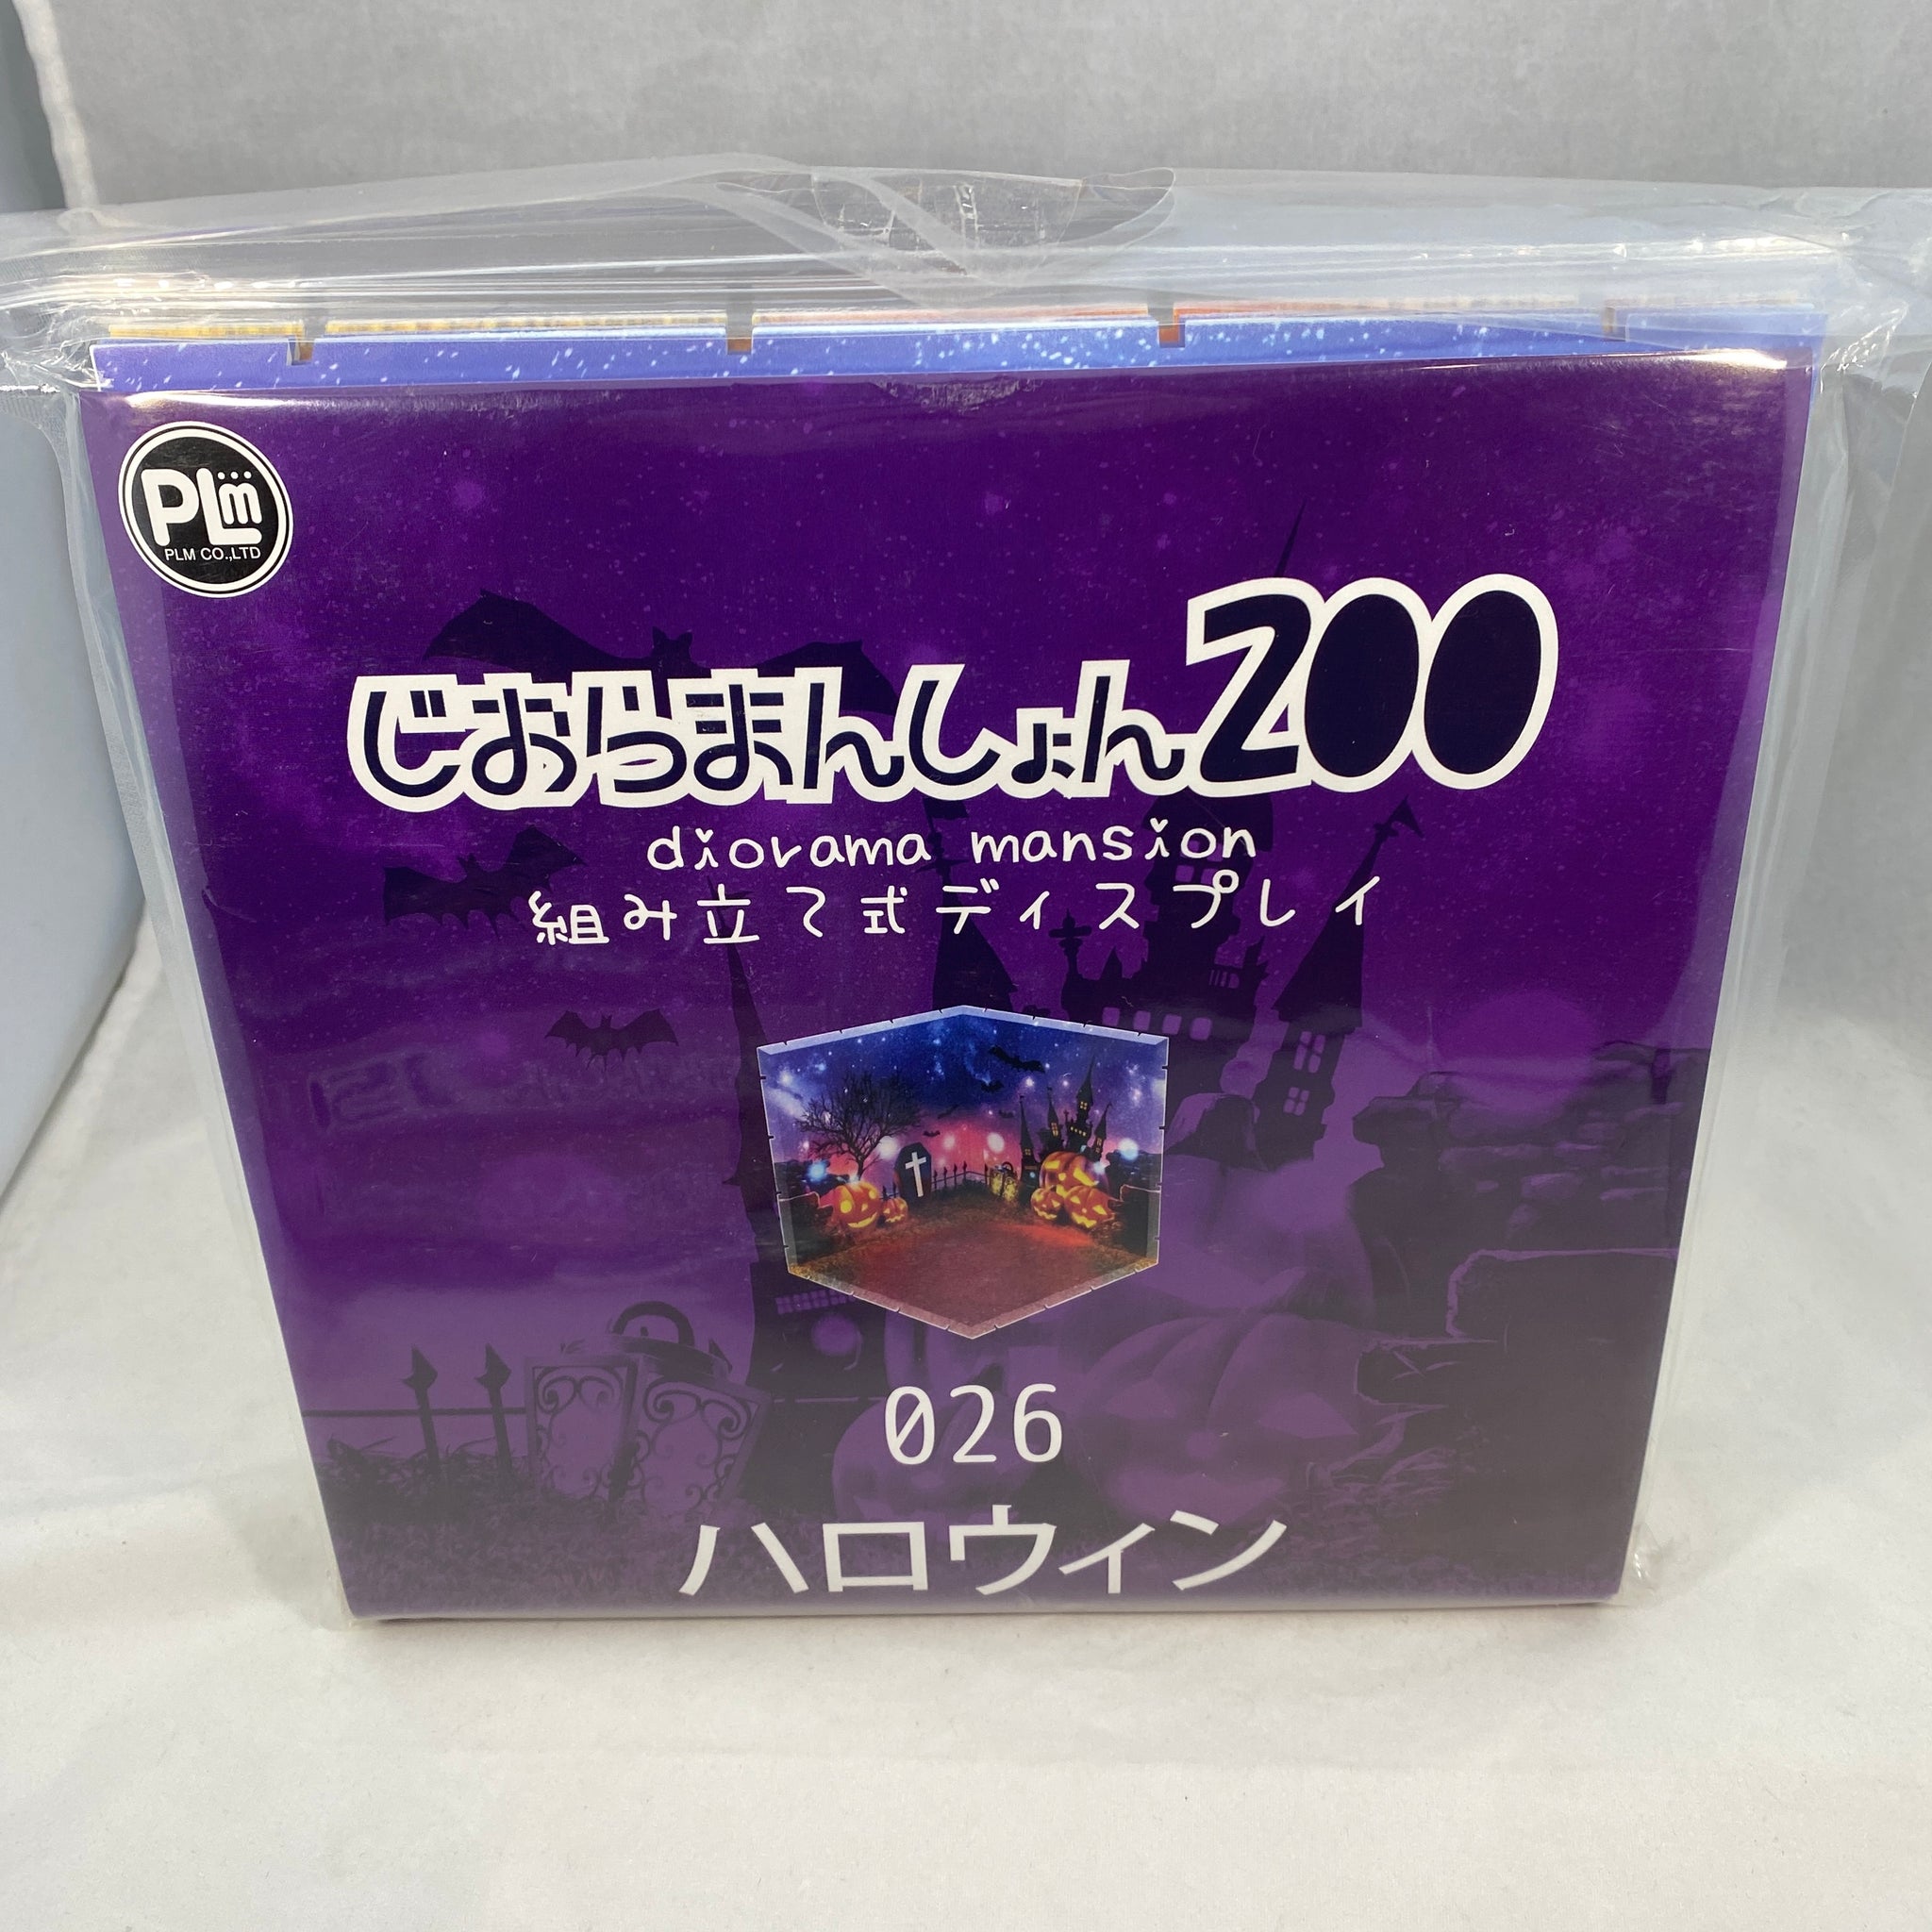 PLm
PLM CO.,LTD
じおらまんしょん200
diorama mansion
組み立て式ディスプレイ
026
ハロウィン